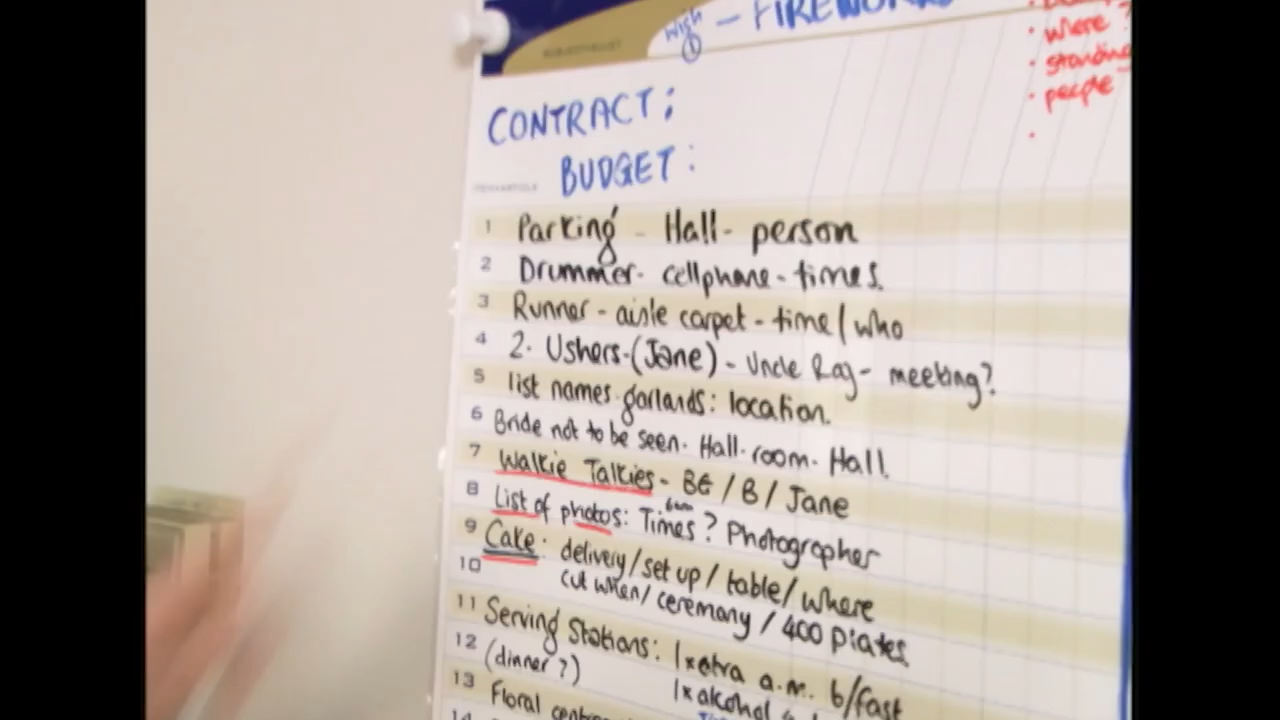 wish - FIREWORKS
1
where?
standing
people
CONTRACT:
BUDGET:
1 Parking - Hall - person
2 Drummer - cellphone - times.
3 Runner - aisle carpet - time / who
4 2. Ushers - (Jane) - Uncle Raj - meeting?
5 list names garlands: location.
6 Bride not to be seen. Hall. room. Hall.
7 Walkie Talkies - BG / B / Jane
8 List of photos: Times? Photographer
9 Cake: delivery / set up / table / where
10 cut when / ceremony / 400 plates.
11 Serving Stations: 1x extra a.m. b/fast
12 (dinner?) 1x alcohol
13 Floral
14